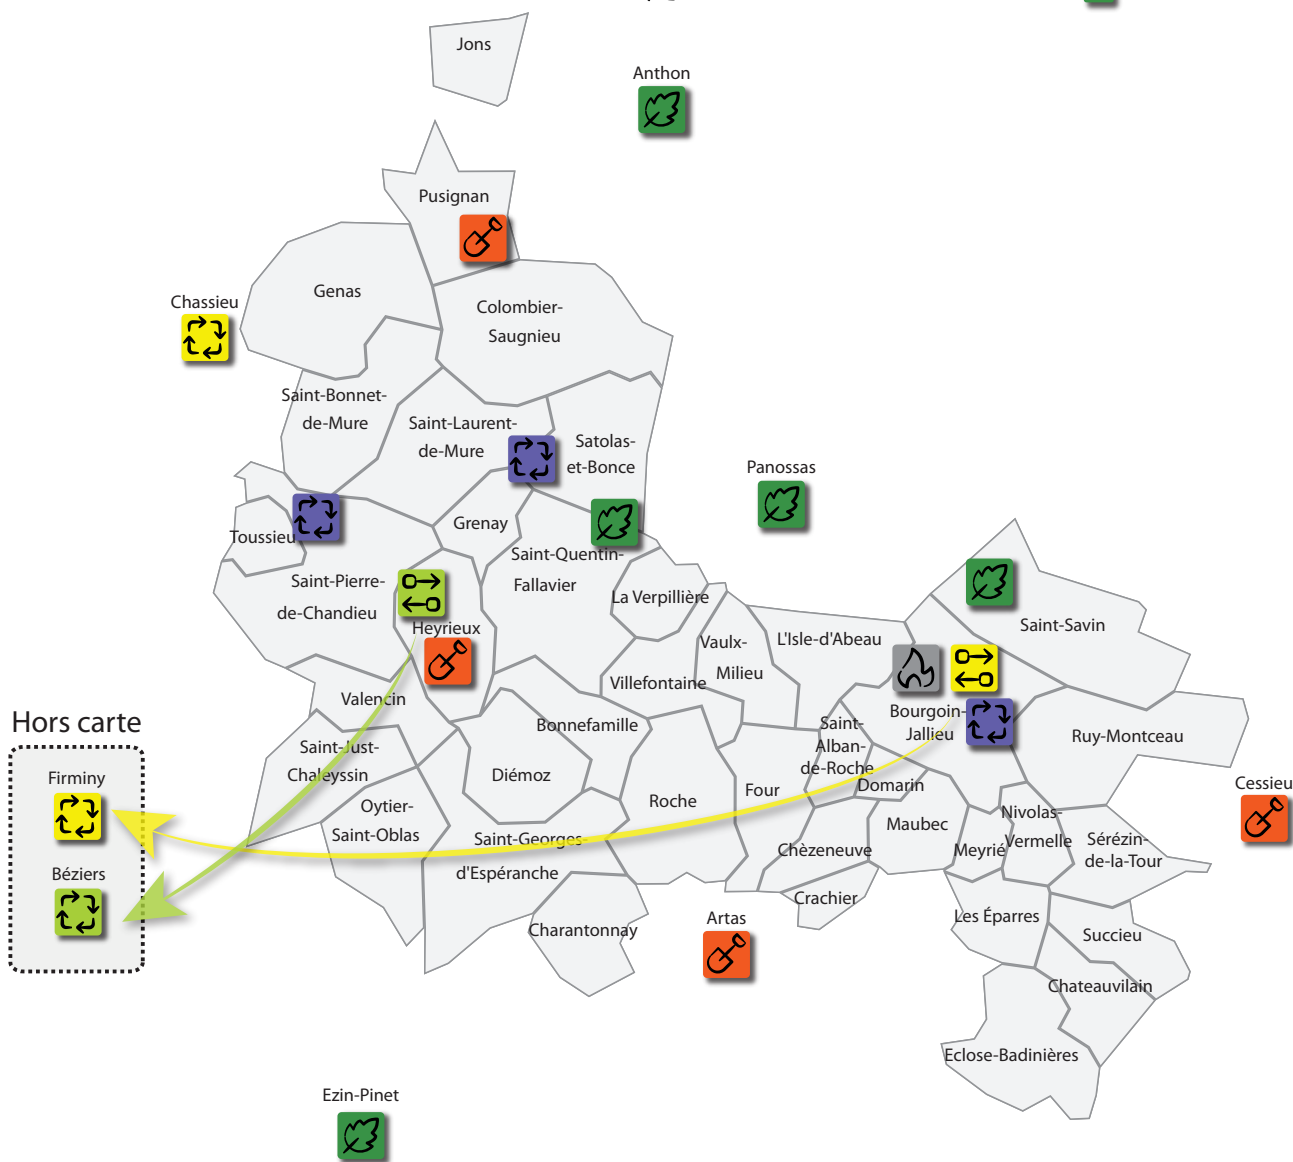 Jons
Anthon
Pusignan
Genas
Chassieu
Colombier-
Saugnieu
Saint-Bonnet-
de-Mure
Saint-Laurent-
de-Mure
Satolas-
et-Bonce
Panossas
Toussieu
Grenay
Saint-Quentin-
Fallavier
Saint-Pierre-
de-Chandieu
La Verpillière
Heyrieux
Vaulx-
Milieu
L'Isle-d'Abeau
Saint-Savin
Villefontaine
Valencin
Bonnefamille
Bourgoin-
Jallieu
Ruy-Montceau
Hors carte
Firminy
Béziers
Saint-Just-
Chaleyssin
Diémoz
Saint-
Alban-
de-Roche
Domarin
Cessieu
Roche
Four
Oytier-
Saint-Oblas
Saint-Georges-
d'Espéranche
Maubec
Nivolas-
Vermelle
Meyrié
Sérézin-
de-la-Tour
Chèzeneuve
Crachier
Les Éparres
Succieu
Artas
Charantonnay
Chateauvilain
Eclose-Badinières
Ezin-Pinet